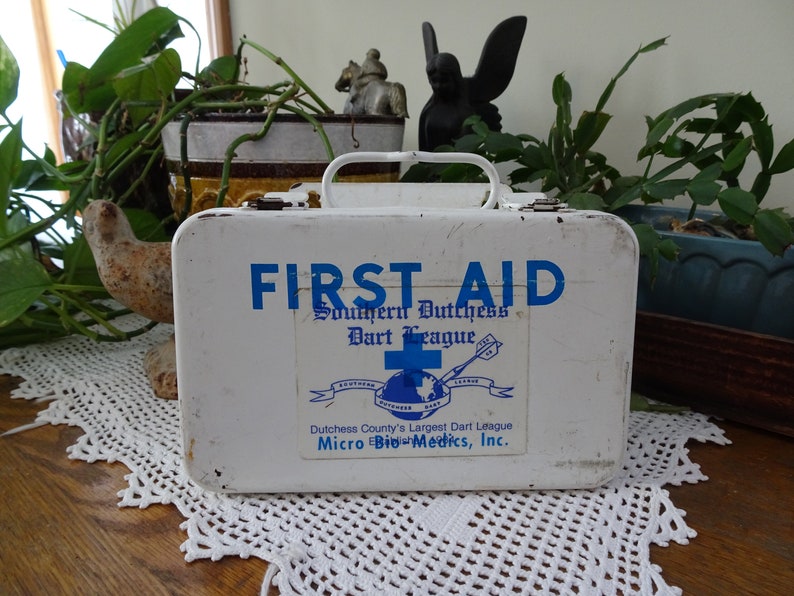 FIRST AID
Southern Dutchess
Dart League
SOUTHERN LEAGUE
DUTCHESS DART
Dutchess County's Largest Dart League
Established
Micro Bio-Medics, Inc.